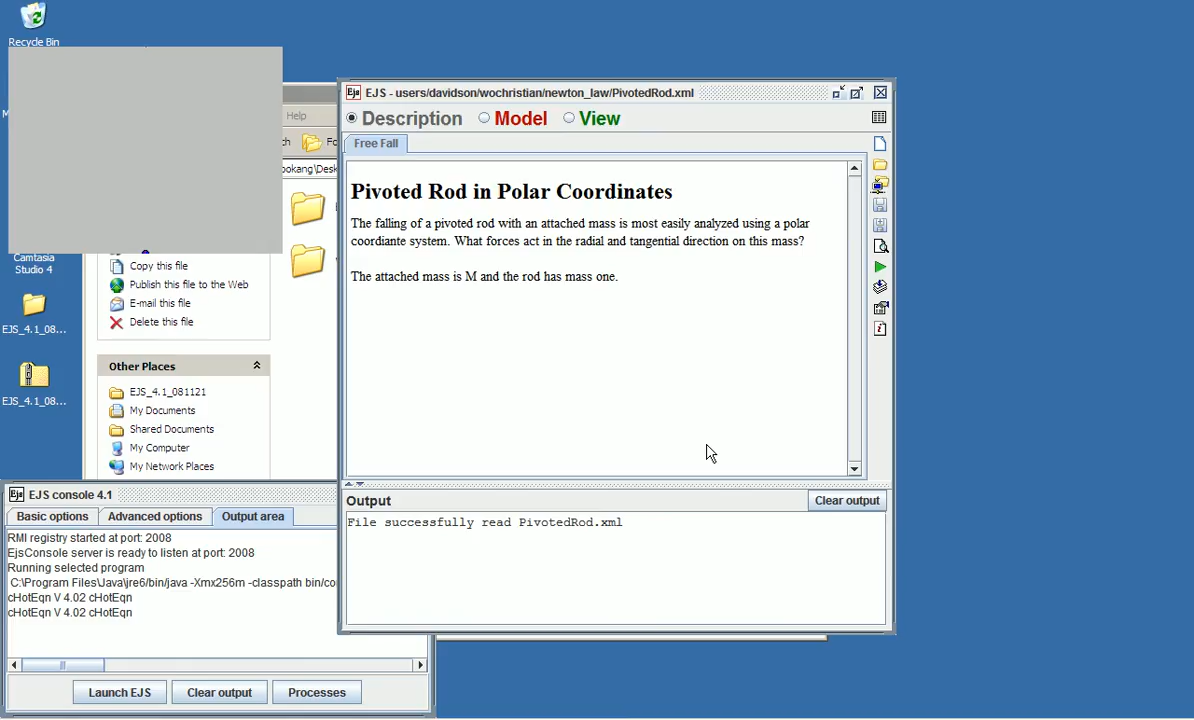 Recycle Bin
M
Camtasia
Studio 4
EJS_4.1_08...
EJS_4.1_08...
Help
ch
Fo
ookang\Desk
Copy this file
Publish this file to the Web
E-mail this file
Delete this file
Other Places
EJS_4.1_081121
My Documents
Shared Documents
My Computer
My Network Places
EJS - users/davidson/wochristian/newton_law/PivotedRod.xml
Description Model View
Free Fall
Pivoted Rod in Polar Coordinates
The falling of a pivoted rod with an attached mass is most easily analyzed using a polar
coordiante system. What forces act in the radial and tangential direction on this mass?
The attached mass is M and the rod has mass one.
Output
Clear output
File successfully read PivotedRod.xml
EJS console 4.1
Basic options Advanced options Output area
RMI registry started at port: 2008
EjsConsole server is ready to listen at port: 2008
Running selected program
C:\Program Files\Java\jre6/bin/java -Xmx256m -classpath bin/co
cHotEqn V 4.02 cHotEqn
cHotEqn V 4.02 cHotEqn
Launch EJS Clear output Processes